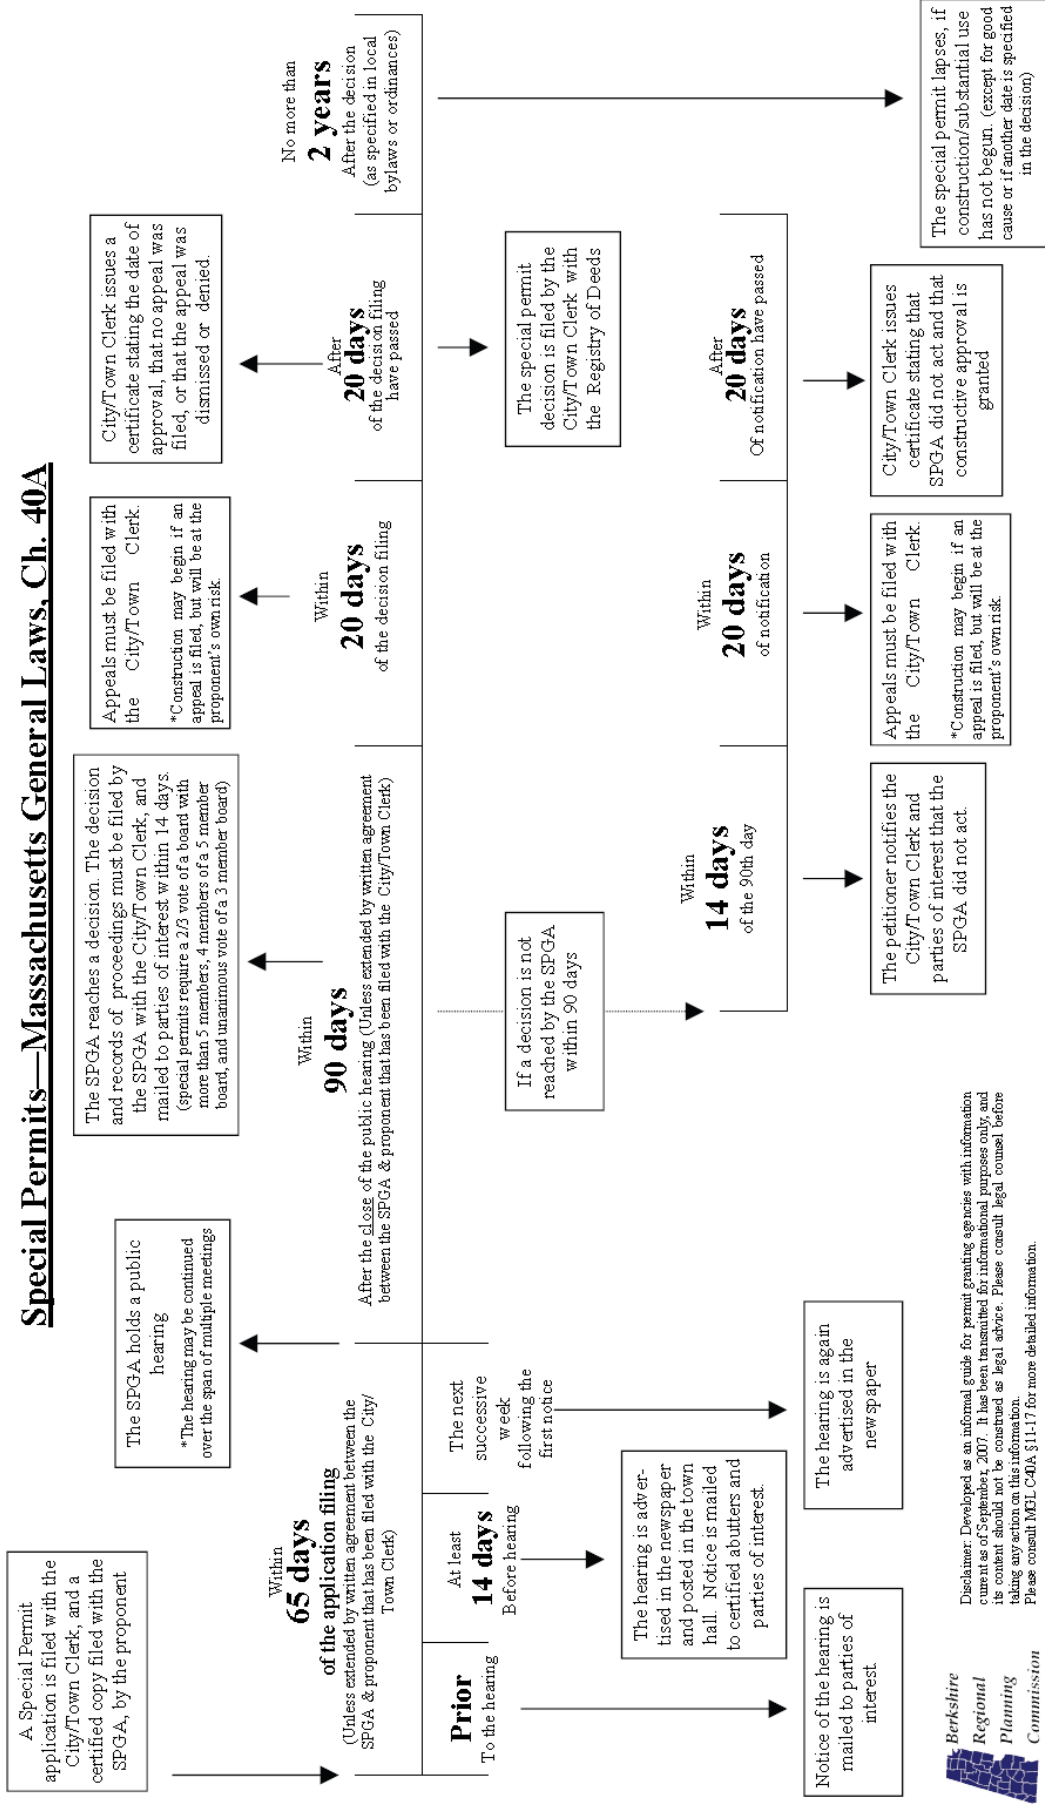 Special Permits—Massachusetts General Laws, Ch. 40A
A Special Permit
application is filed with the
City/Town Clerk, and a
certified copy filed with the
SPGA, by the proponent
The SPGA holds a public
hearing
*The hearing may be continued
over the span of multiple meetings
The SPGA reaches a decision. The decision
and records of proceedings must be filed by
the SPGA with the City/Town Clerk, and
mailed to parties of interest within 14 days.
(special permits require a 2/3 vote of a board with
more than 5 members, 4 members of a 5 member
board, and unanimous vote of a 3 member board)
Appeals must be filed with
the City/Town Clerk.
*Construction may begin if an
appeal is filed, but will be at the
proponent's own risk.
City/Town Clerk issues a
certificate stating the date of
approval, that no appeal was
filed, or that the appeal was
dismissed or denied.
Within
65 days
of the application filing
(Unless extended by written agreement between the
SPGA & proponent that has been filed with the City/
Town Clerk)
Within
90 days
After the close of the public hearing (Unless extended by written agreement
between the SPGA & proponent that has been filed with the City/Town Clerk)
Within
20 days
of the decision filing
After
20 days
of the decision filing
have passed
No more than
2 years
After the decision
(as specified in local
bylaws or ordinances)
Prior
To the hearing
At least
14 days
Before hearing
The next
successive
week
following the
first notice
If a decision is not
reached by the SPGA
within 90 days
The special permit
decision is filed by the
City/Town Clerk with
the Registry of Deeds
The hearing is adver-
tised in the newspaper
and posted in the town
hall. Notice is mailed
to certified abutters and
parties of interest.
Within
14 days
of the 90th day
Within
20 days
of notification
After
20 days
Of notification have passed
Notice of the hearing is
mailed to parties of
interest.
The hearing is again
advertised in the
newspaper
The petitioner notifies the
City/Town Clerk and
parties of interest that the
SPGA did not act.
Appeals must be filed with
the City/Town Clerk.
*Construction may begin if an
appeal is filed, but will be at the
proponent's own risk.
City/Town Clerk issues
certificate stating that
SPGA did not act and that
constructive approval is
granted
The special permit lapses, if
construction/substantial use
has not begun. (except for good
cause or if another date is specified
in the decision)
Berkshire
Regional
Planning
Commission
Disclaimer: Developed as an informal guide for permit granting agencies with information
current as of September, 2007. It has been transmitted for informational purposes only, and
its content should not be construed as legal advice. Please consult legal counsel before
taking any action on this information.
Please consult MGL C40A §11-17 for more detailed information.